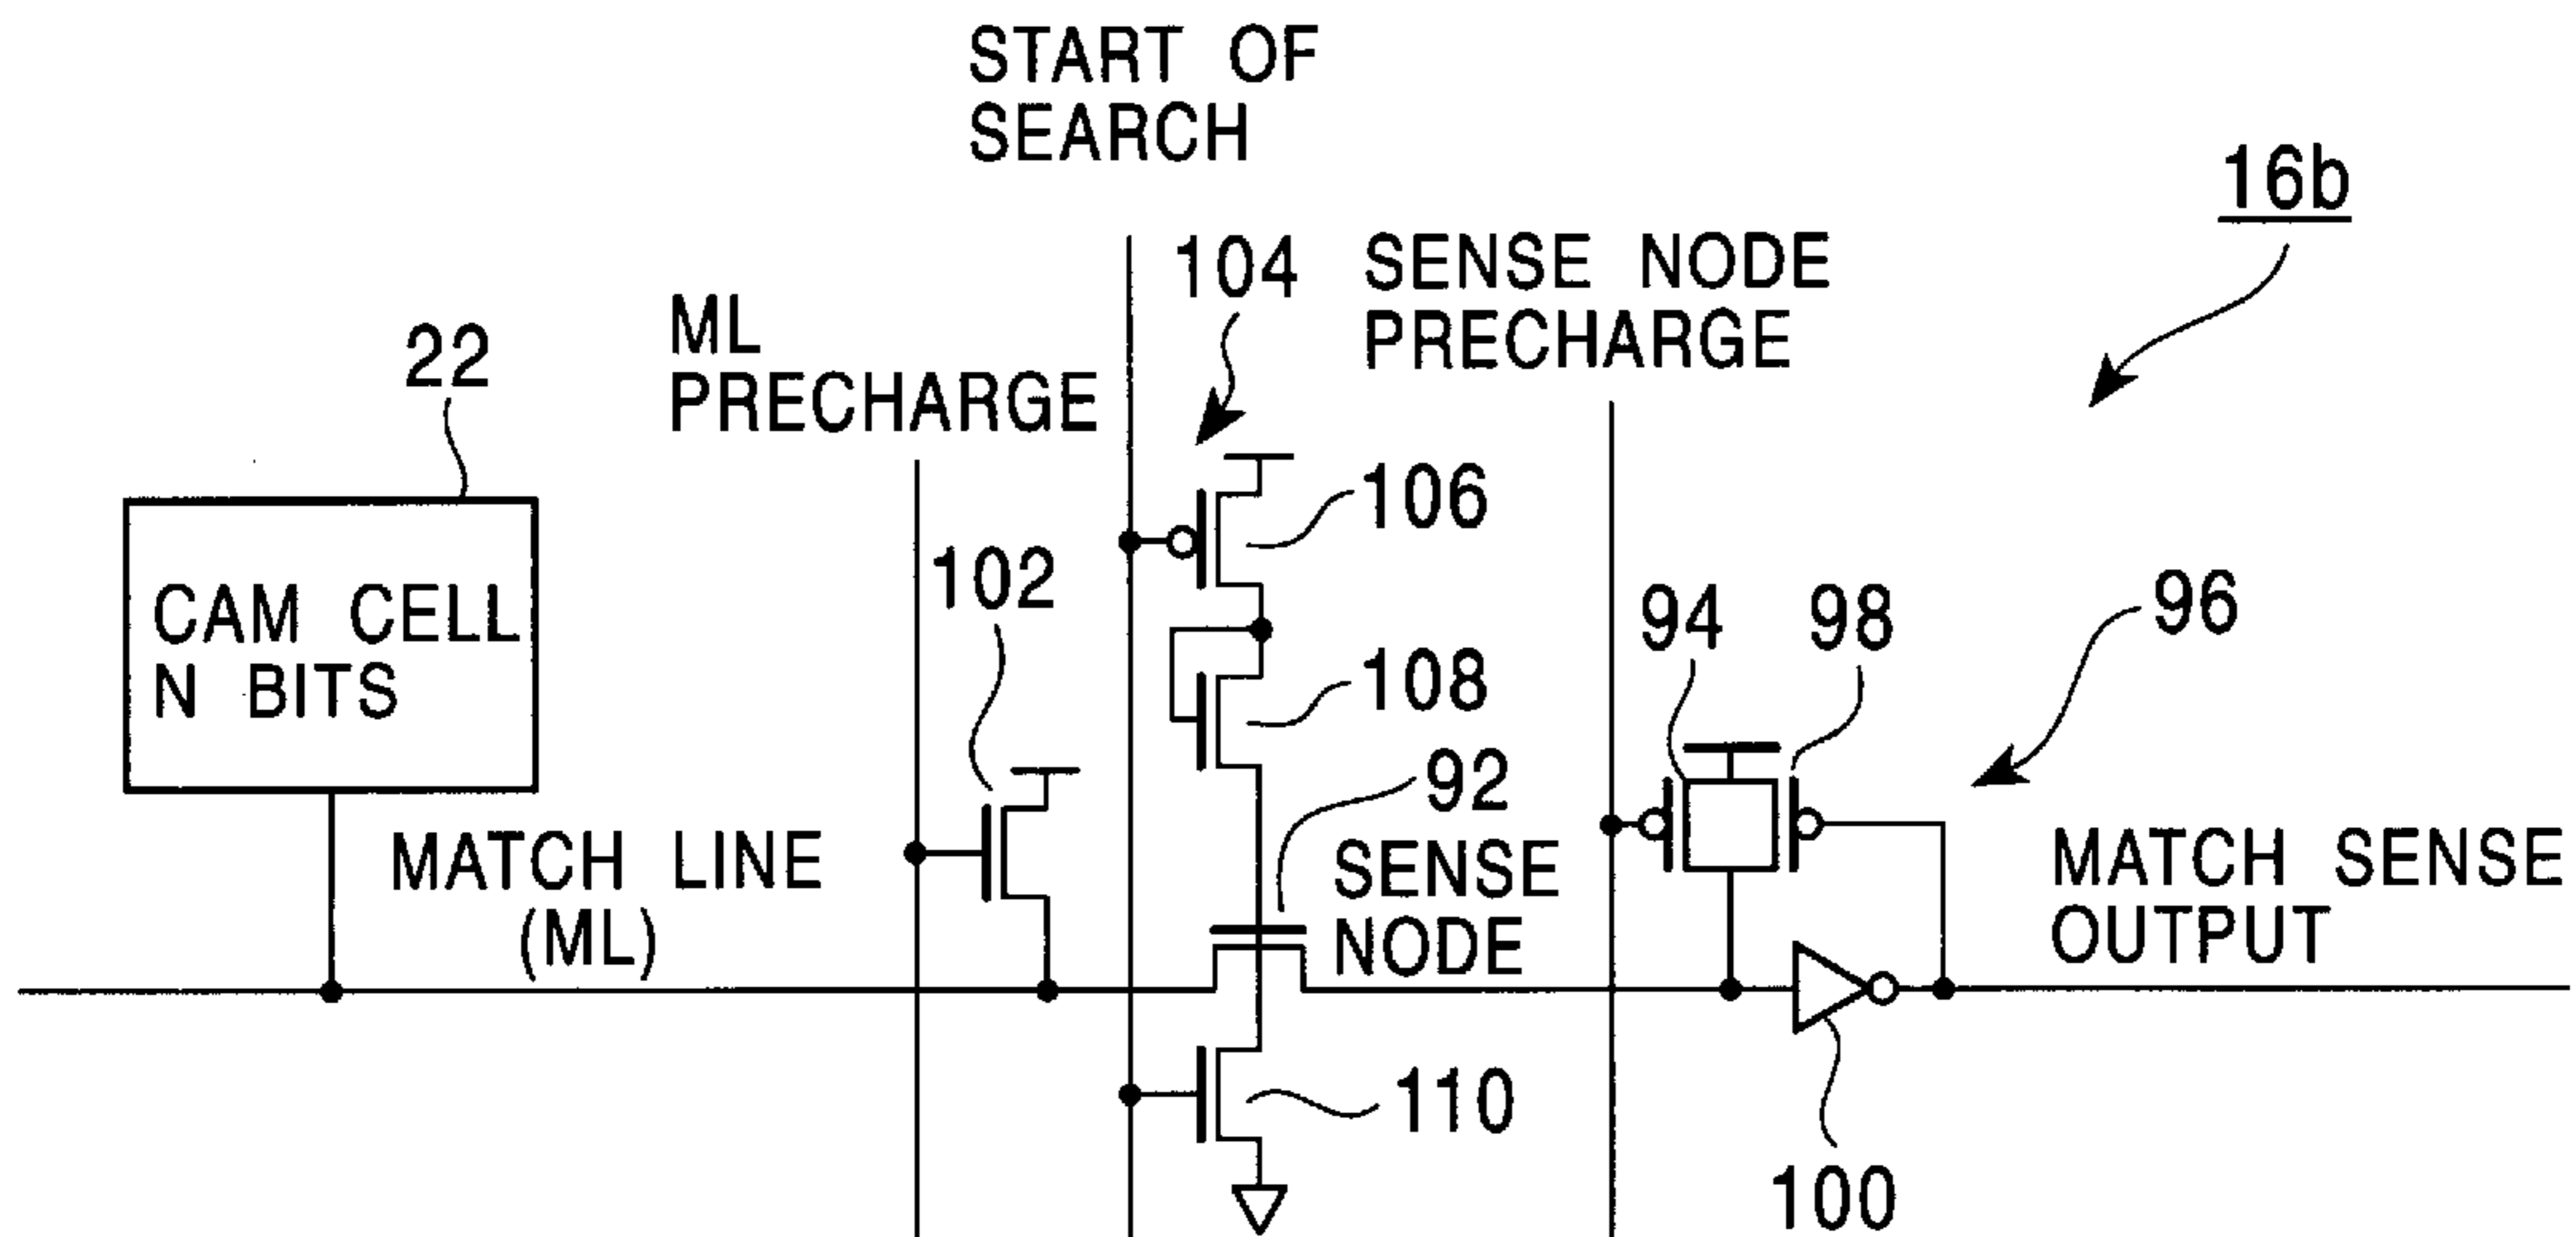 START OF
SEARCH
16b
104
SENSE NODE
PRECHARGE
ML
PRECHARGE
22
106
102
CAM CELL
N BITS
94
98
96
108
92
MATCH LINE
(ML)
SENSE
NODE
MATCH SENSE
OUTPUT
110
100